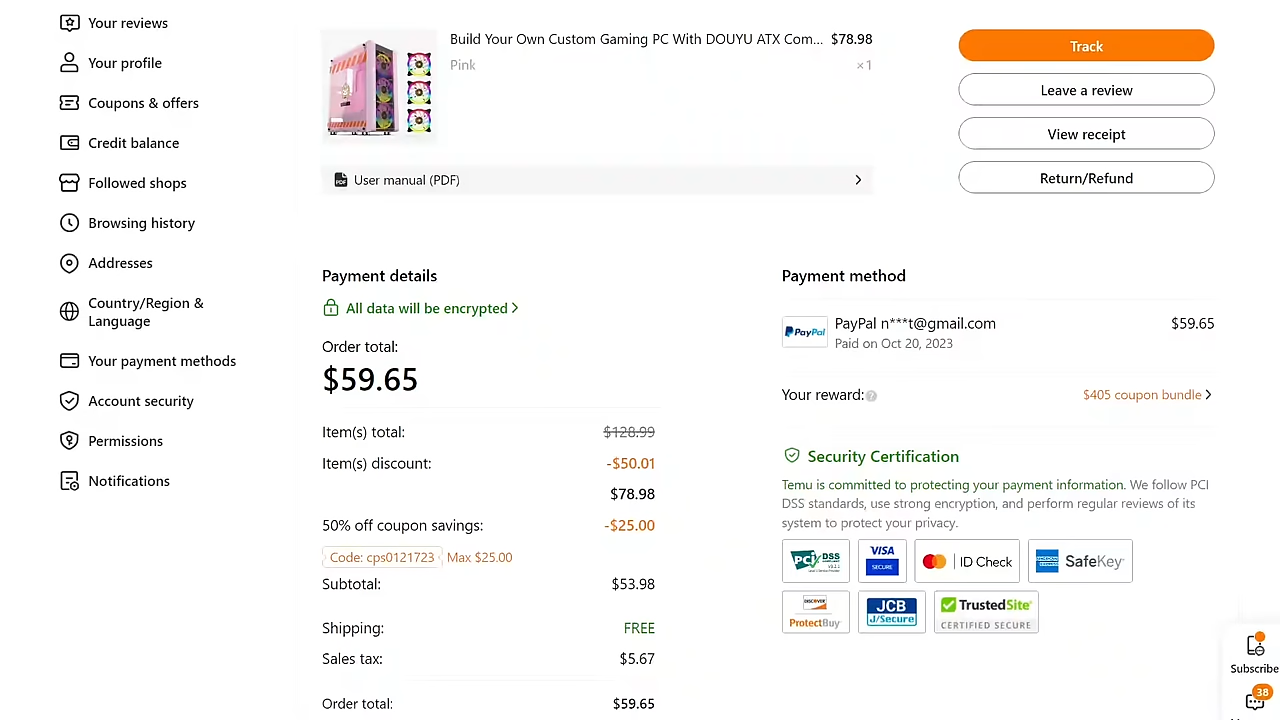 Your reviews
Your profile
Coupons & offers
Credit balance
Followed shops
Browsing history
Addresses
Country/Region &
Language
Your payment methods
Account security
Permissions
Notifications
Build Your Own Custom Gaming PC With DOUYU ATX Com... $78.98
Pink ×1
PDF User manual (PDF)
Track
Leave a review
View receipt
Return/Refund
Payment details
All data will be encrypted
Order total:
$59.65
Item(s) total: $128.99
Item(s) discount: -$50.01
$78.98
50% off coupon savings: -$25.00
Code: cps0121723 Max $25.00
Subtotal: $53.98
Shipping: FREE
Sales tax: $5.67
Order total: $59.65
Payment method
PayPal PayPal n***t@gmail.com $59.65
Paid on Oct 20, 2023
Your reward: ? $405 coupon bundle
Security Certification
Temu is committed to protecting your payment information. We follow PCI
DSS standards, use strong encryption, and perform regular reviews of its
system to protect your privacy.
PCI DSS
VISA
SECURE
ID Check
SafeKey
DISCOVER
ProtectBuy
JCB
J/Secure
TrustedSite
CERTIFIED SECURE
Subscribe
38